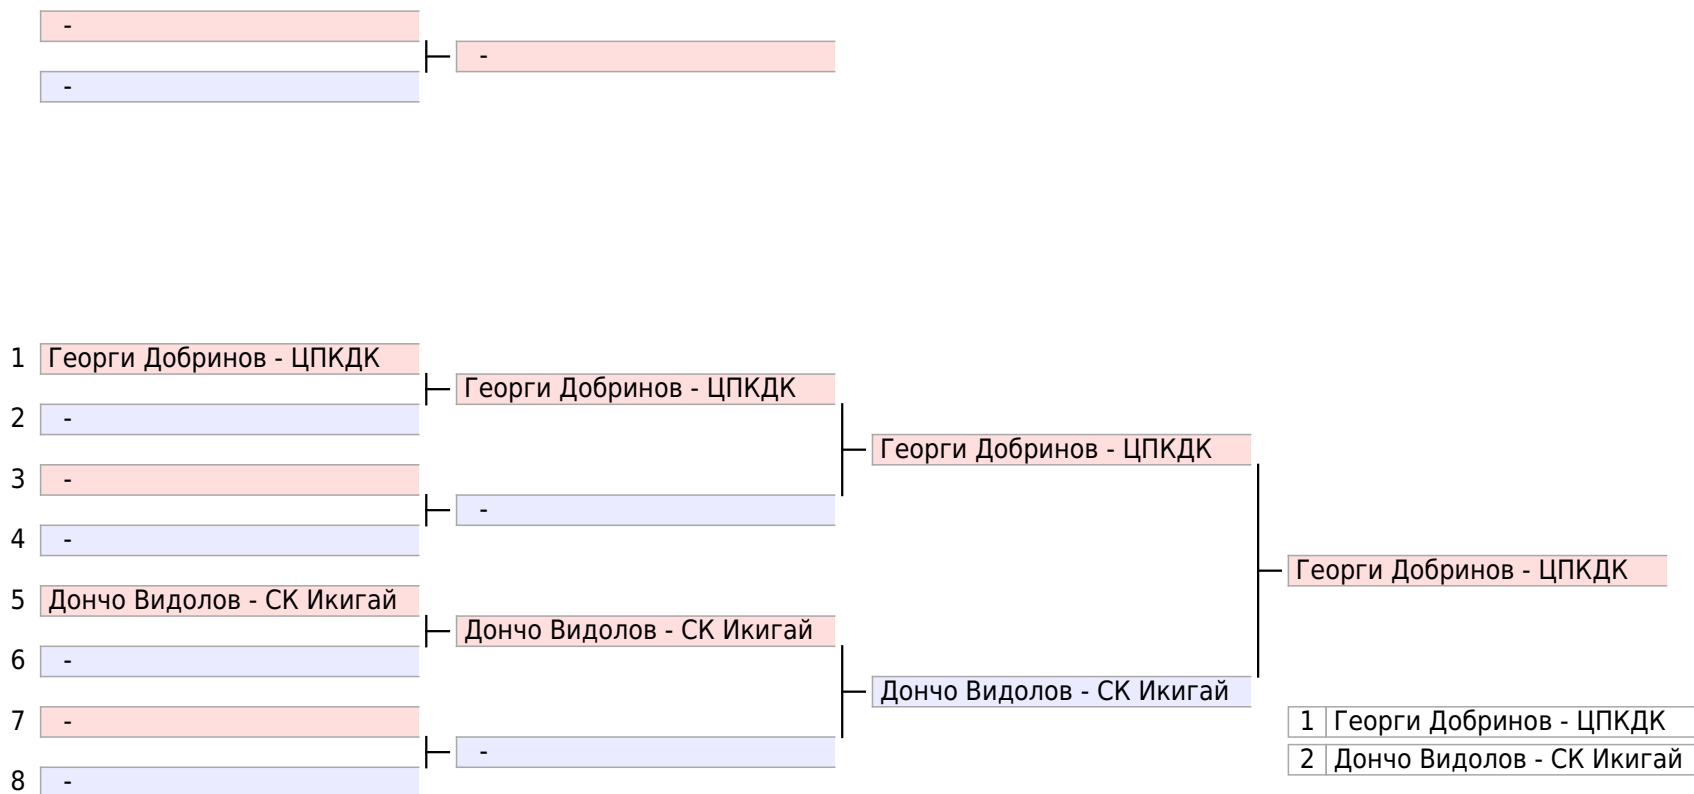 -
-
-
1 Георги Добринов - ЦПКДК
Георги Добринов - ЦПКДК
2 -
Георги Добринов - ЦПКДК
3 -
-
4 -
Георги Добринов - ЦПКДК
5 Дончо Видолов - СК Икигай
Дончо Видолов - СК Икигай
6 -
Дончо Видолов - СК Икигай
7 -
1 Георги Добринов - ЦПКДК
-
2 Дончо Видолов - СК Икигай
8 -